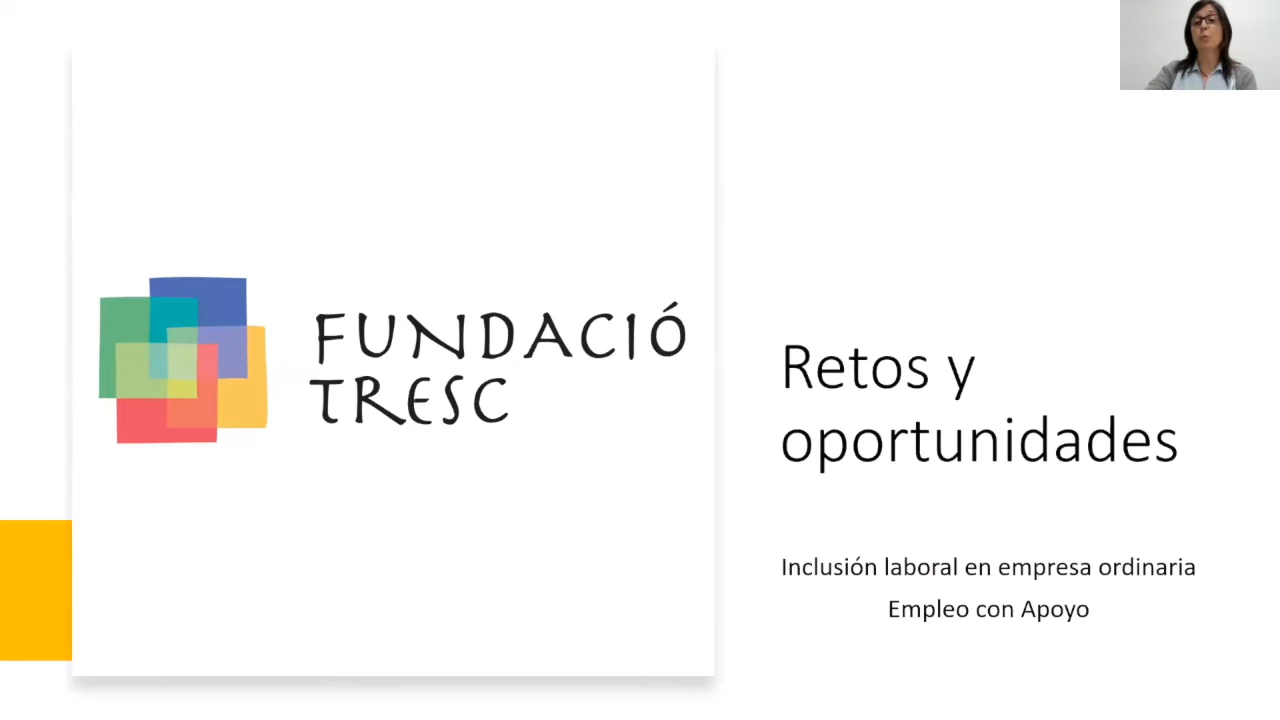 FUNDACIÓ
TRESC
Retos y
oportunidades
Inclusión laboral en empresa ordinaria
Empleo con Apoyo